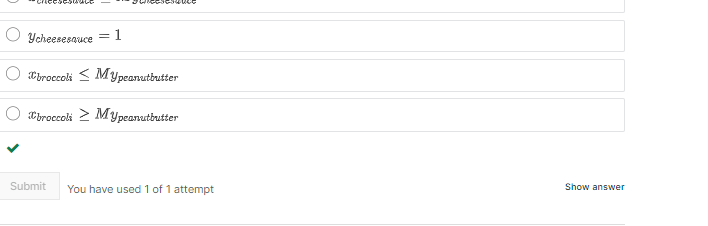 y_cheesesauce = 1
x_broccoli ≤ My_peanutbutter
x_broccoli ≥ My_peanutbutter
Submit You have used 1 of 1 attempt Show answer